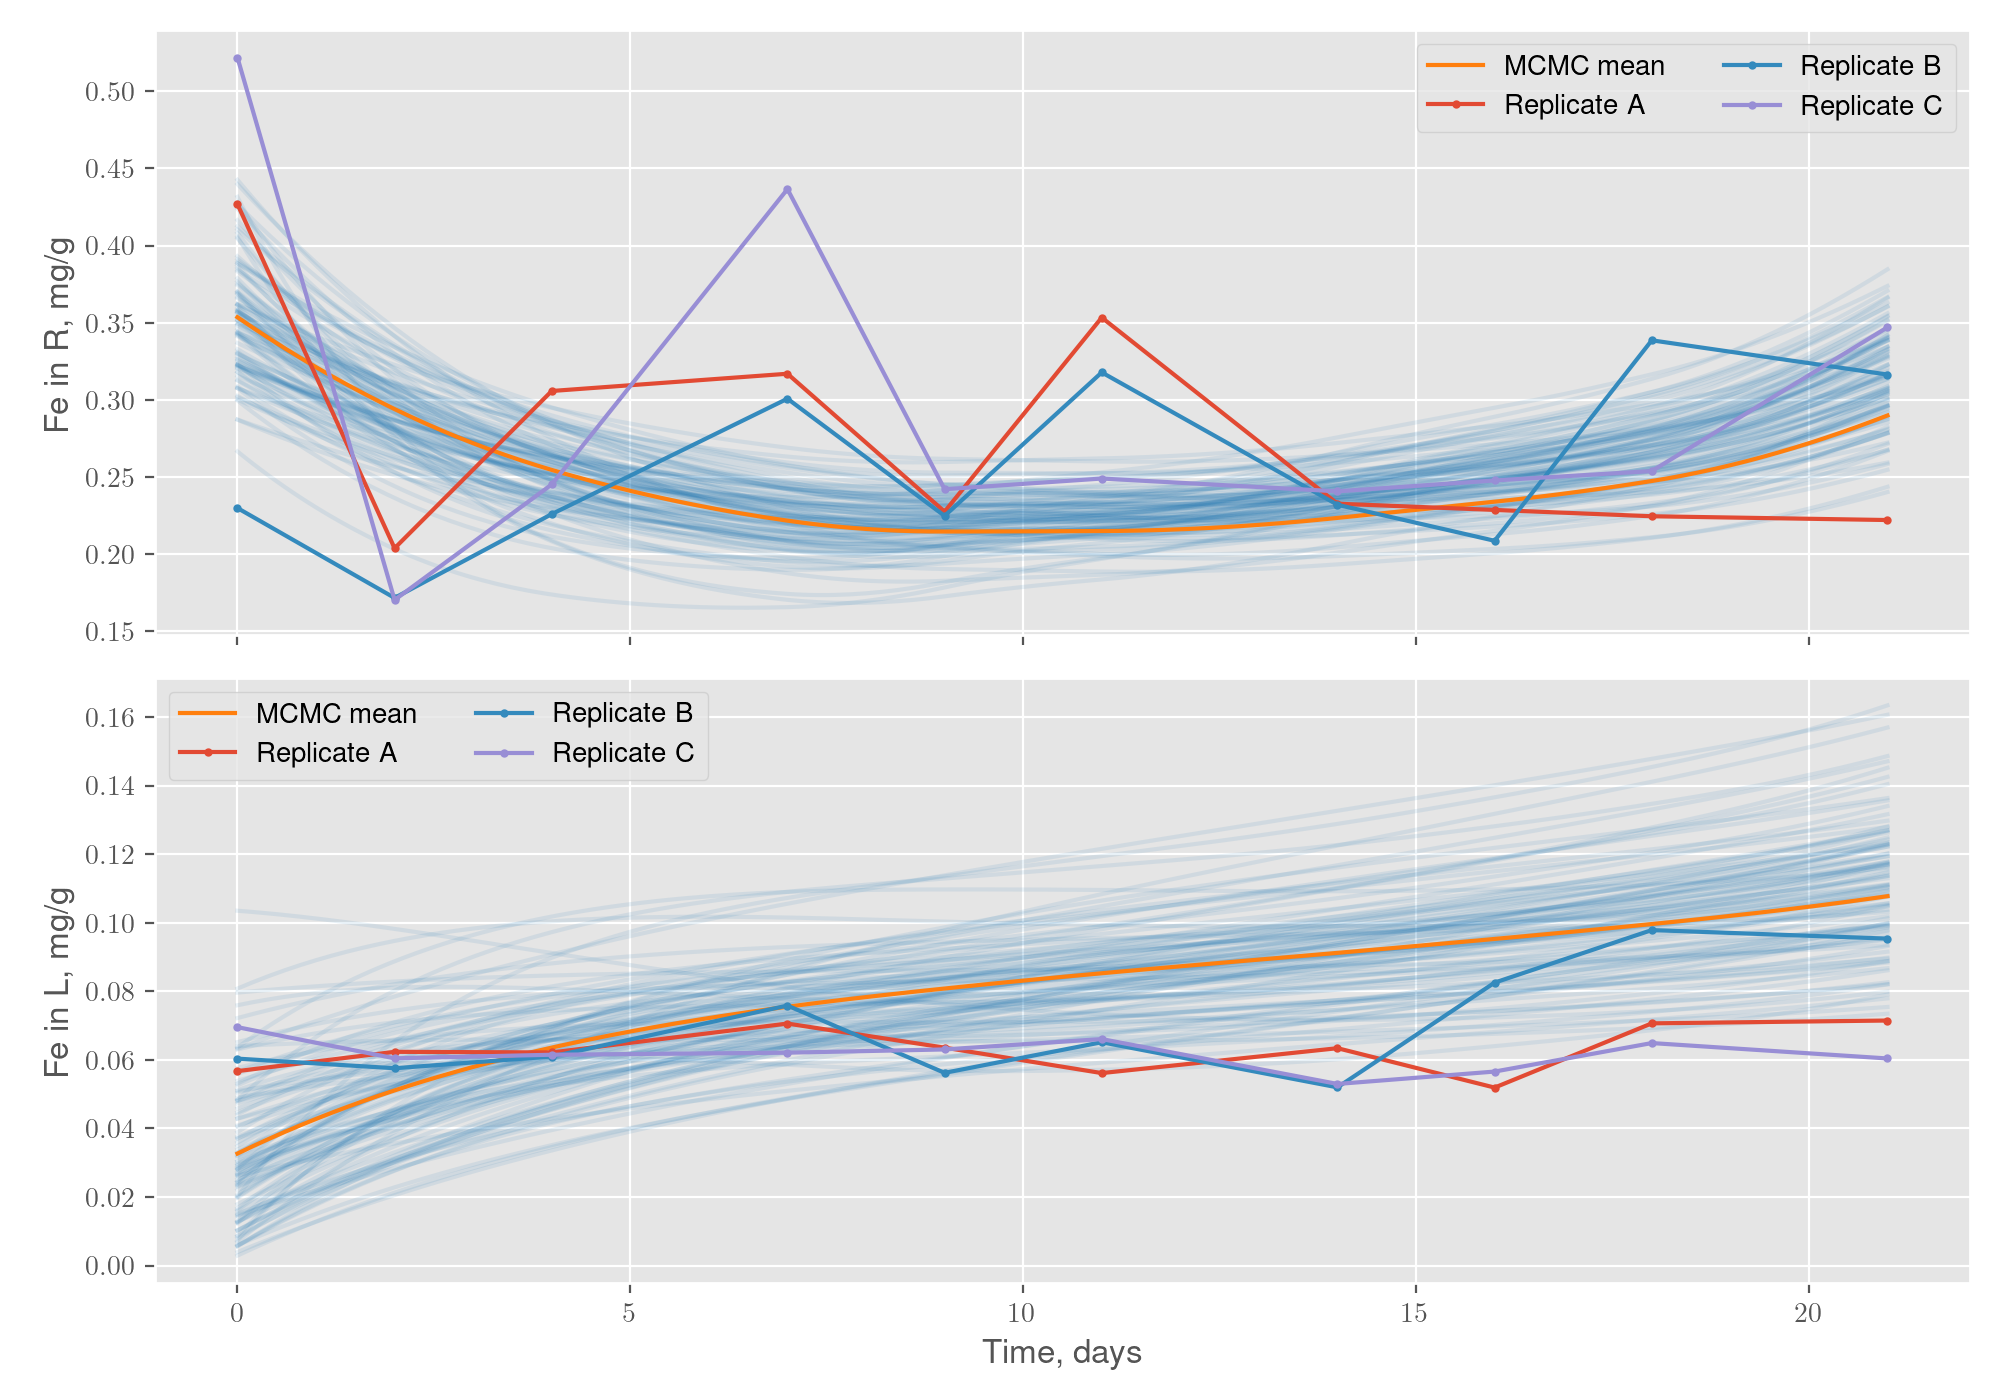 MCMC mean
Replicate A
Replicate B
Replicate C
0.50
0.45
0.40
0.35
0.30
0.25
0.20
0.15
Fe in R, mg/g
MCMC mean
Replicate A
Replicate B
Replicate C
0.16
0.14
0.12
0.10
0.08
0.06
0.04
0.02
0.00
Fe in L, mg/g
0 5 10 15 20
Time, days